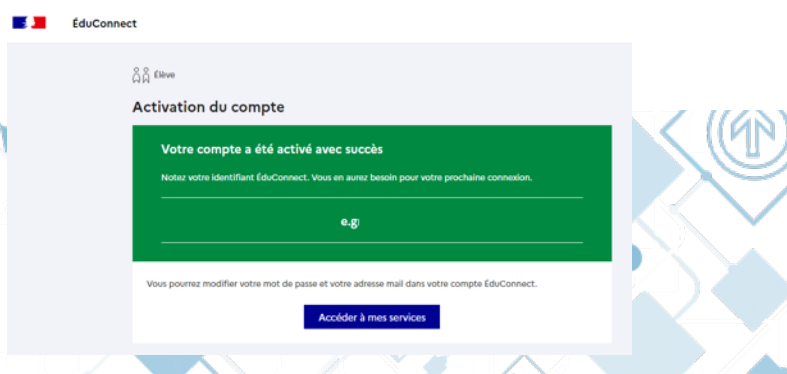 ÉduConnect
Élève
Activation du compte
Votre compte a été activé avec succès
Notez votre identifiant ÉduConnect. Vous en aurez besoin pour votre prochaine connexion.
e.g
Vous pourrez modifier votre mot de passe et votre adresse mail dans votre compte ÉduConnect.
Accéder à mes services